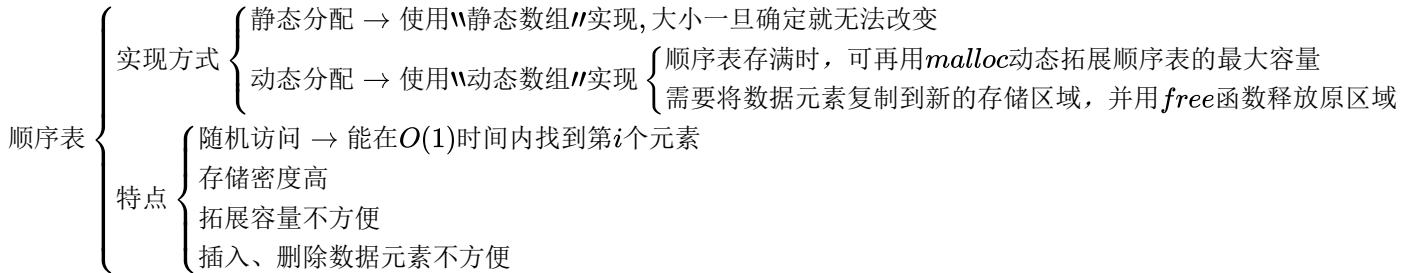 顺序表
实现方式
静态分配 → 使用“静态数组”实现, 大小一旦确定就无法改变
动态分配 → 使用“动态数组”实现
顺序表存满时，可再用malloc动态拓展顺序表的最大容量
需要将数据元素复制到新的存储区域，并用free函数释放原区域
特点
随机访问 → 能在O(1)时间内找到第i个元素
存储密度高
拓展容量不方便
插入、删除数据元素不方便